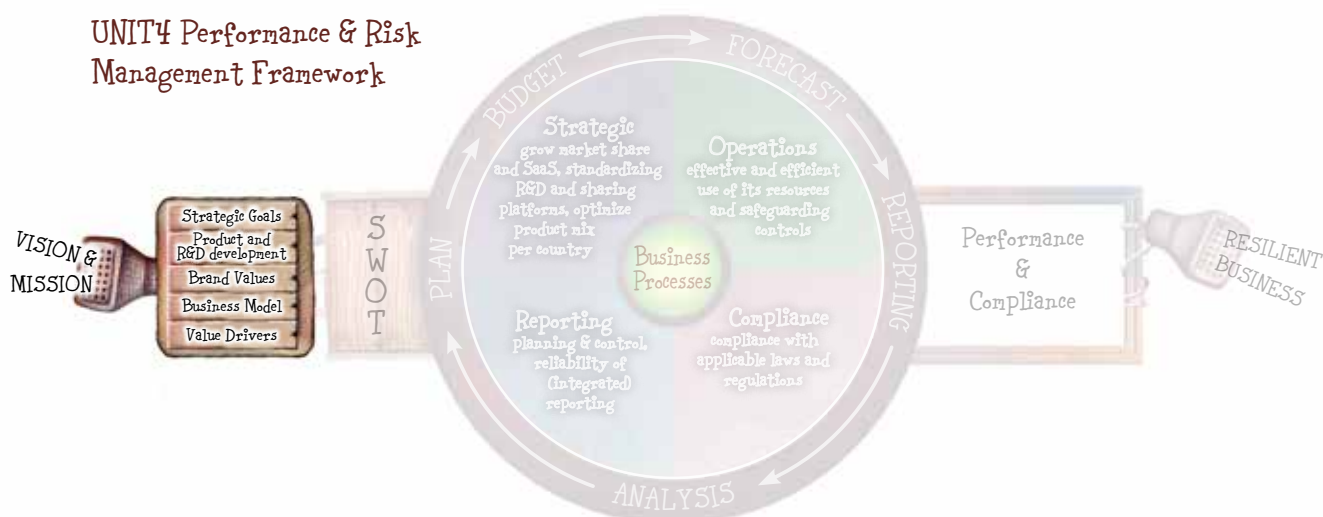 UNIT4 Performance & Risk
Management Framework
VISION &
MISSION
Strategic Goals
Product and
R&D development
Brand Values
Business Model
Value Drivers
SWOT
PLAN
BUDGET
FORECAST
REPORTING
ANALYSIS
Strategic
grow market share
and SaaS, standardizing
R&D and sharing
platforms, optimize
product mix
per country
Operations
effective and efficient
use of its resources
and safeguarding
controls
Business
Processes
Reporting
planning & control,
reliability of
(integrated)
reporting
Compliance
compliance with
applicable laws and
regulations
Performance
&
Compliance
RESILIENT
BUSINESS